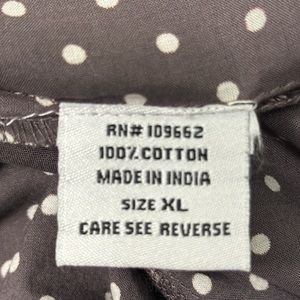 RN# 109662
100% COTTON
MADE IN INDIA
SIZE XL
CARE SEE REVERSE